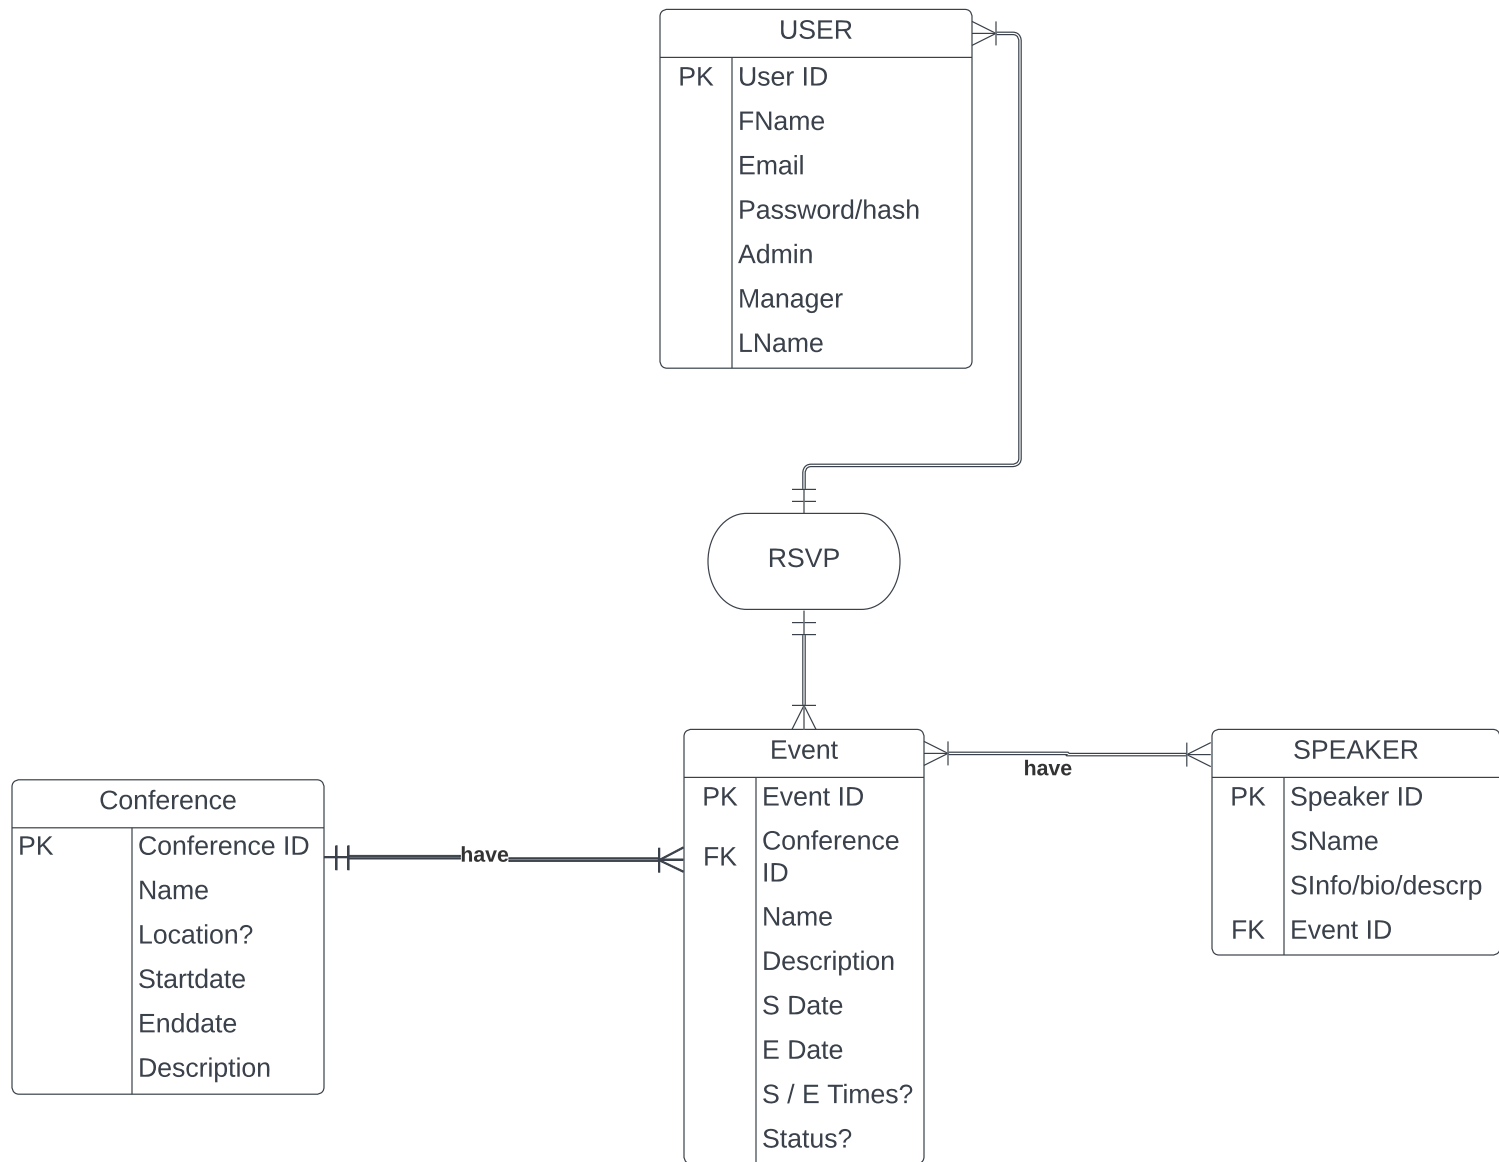 USER
PK User ID
FName
Email
Password/hash
Admin
Manager
LName
RSVP
Event
PK Event ID
FK Conference
ID
Name
Description
S Date
E Date
S / E Times?
Status?
have
SPEAKER
PK Speaker ID
SName
SInfo/bio/descrp
FK Event ID
Conference
PK Conference ID
Name
Location?
Startdate
Enddate
Description
have